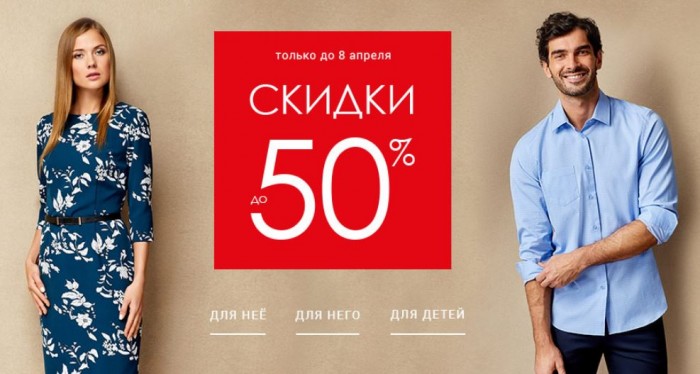 только до 8 апреля
СКИДКИ
до 50%
ДЛЯ НЕЁ
ДЛЯ НЕГО
ДЛЯ ДЕТЕЙ